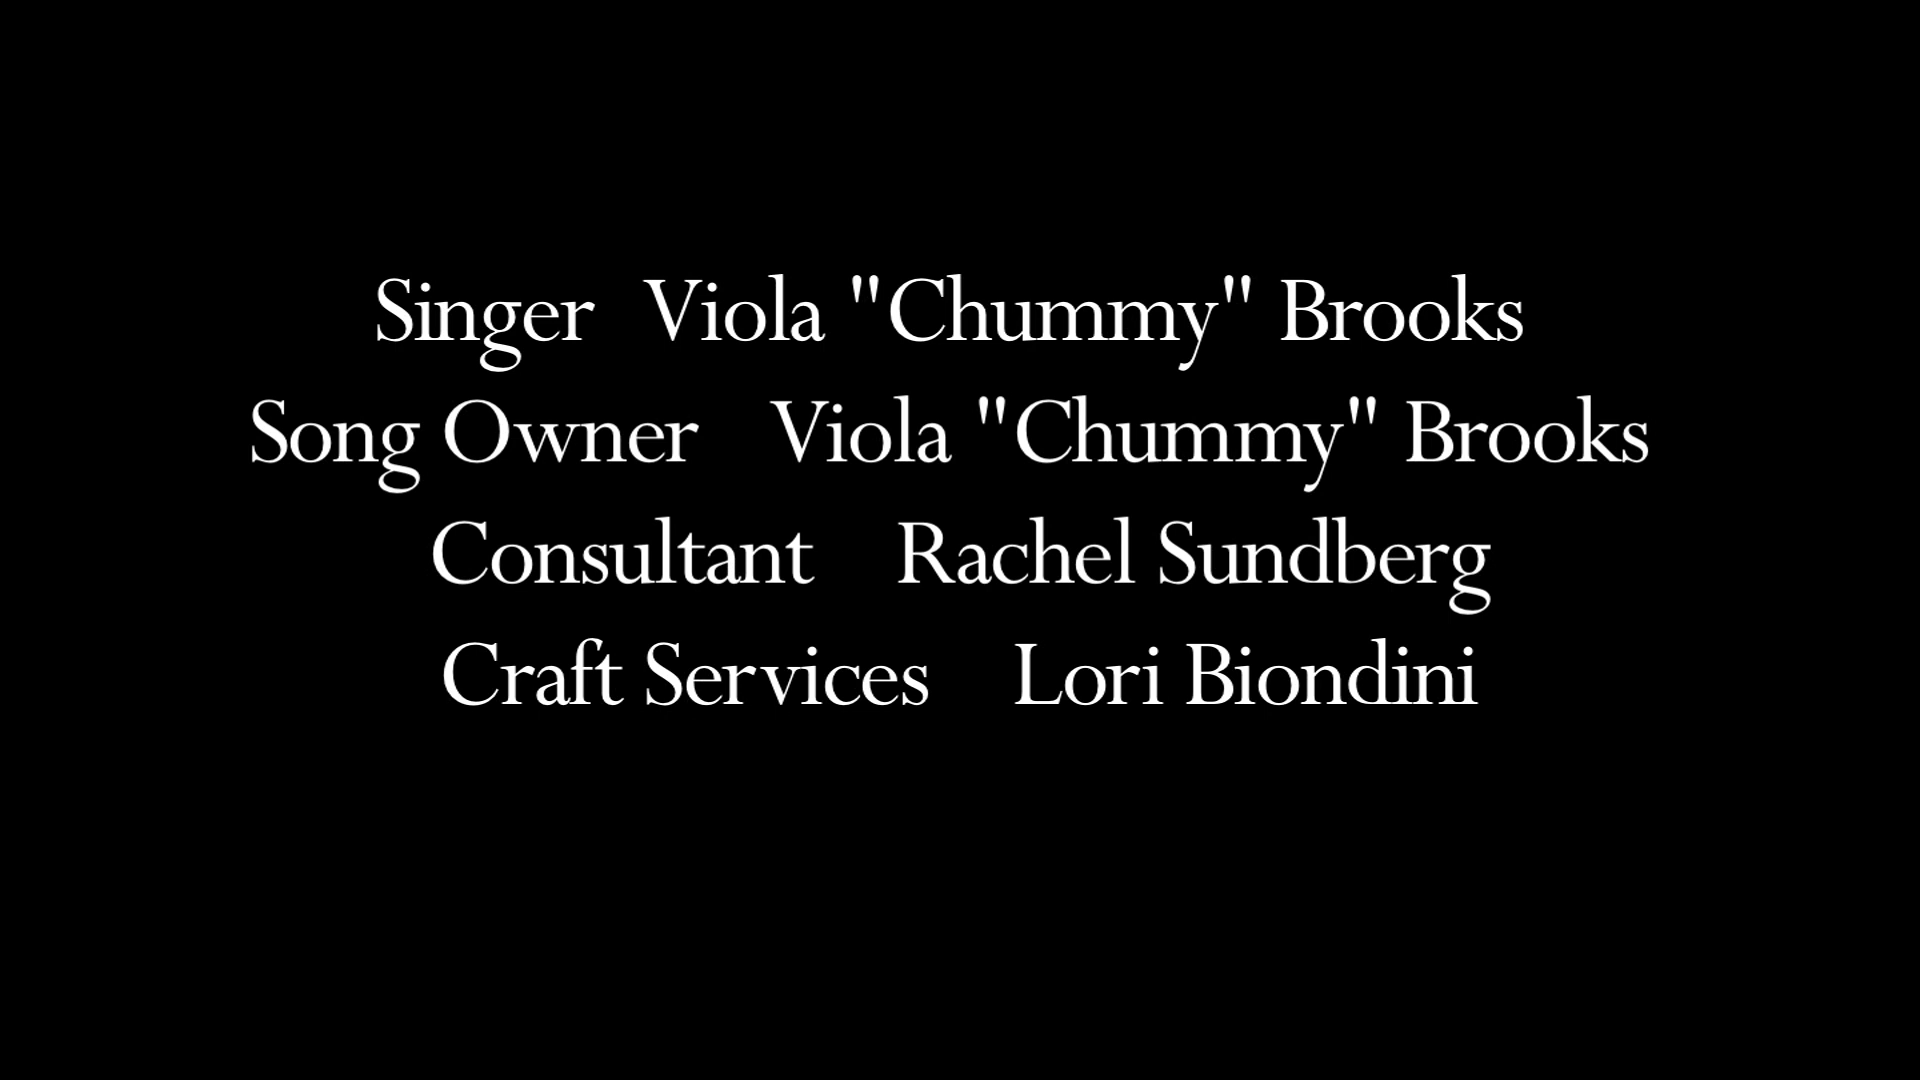 Singer Viola "Chummy" Brooks
Song Owner Viola "Chummy" Brooks
Consultant Rachel Sundberg
Craft Services Lori Biondini